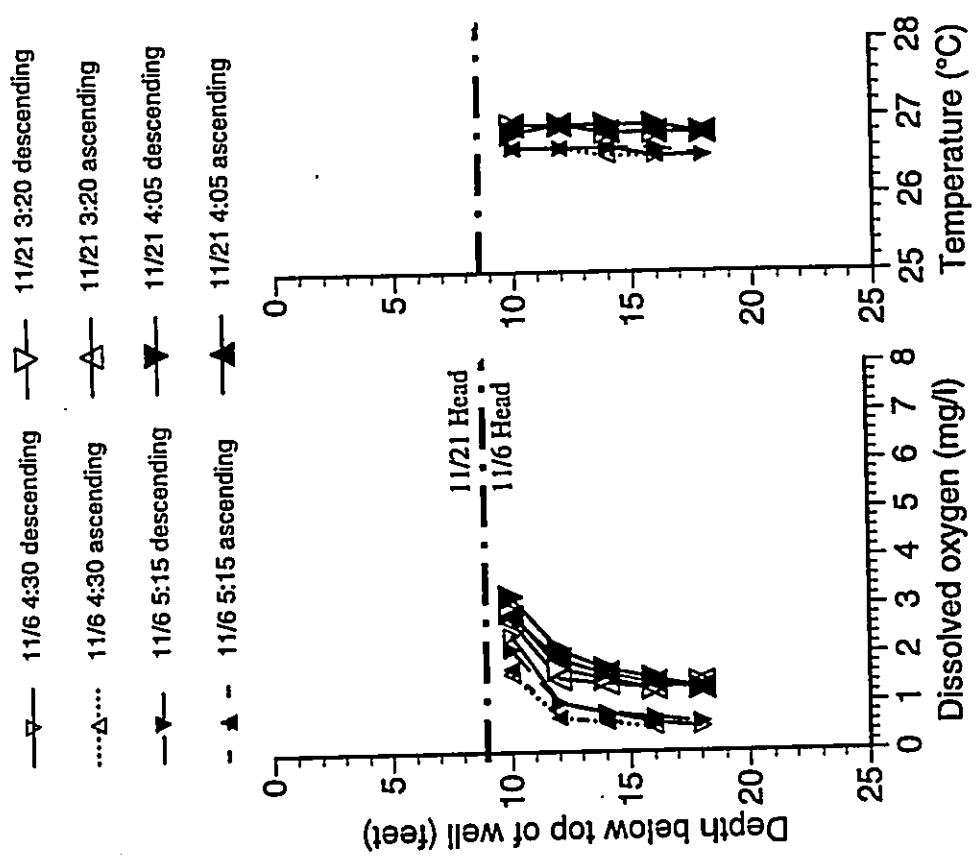 11/6 4:30 descending
11/6 4:30 ascending
11/6 5:15 descending
11/6 5:15 ascending
11/21 3:20 descending
11/21 3:20 ascending
11/21 4:05 descending
11/21 4:05 ascending
Depth below top of well (feet)
0
5
10
15
20
25
11/21 Head
11/6 Head
0 1 2 3 4 5 6 7 8
Dissolved oxygen (mg/l)
0
5
10
15
20
25
25 26 27 28
Temperature (°C)